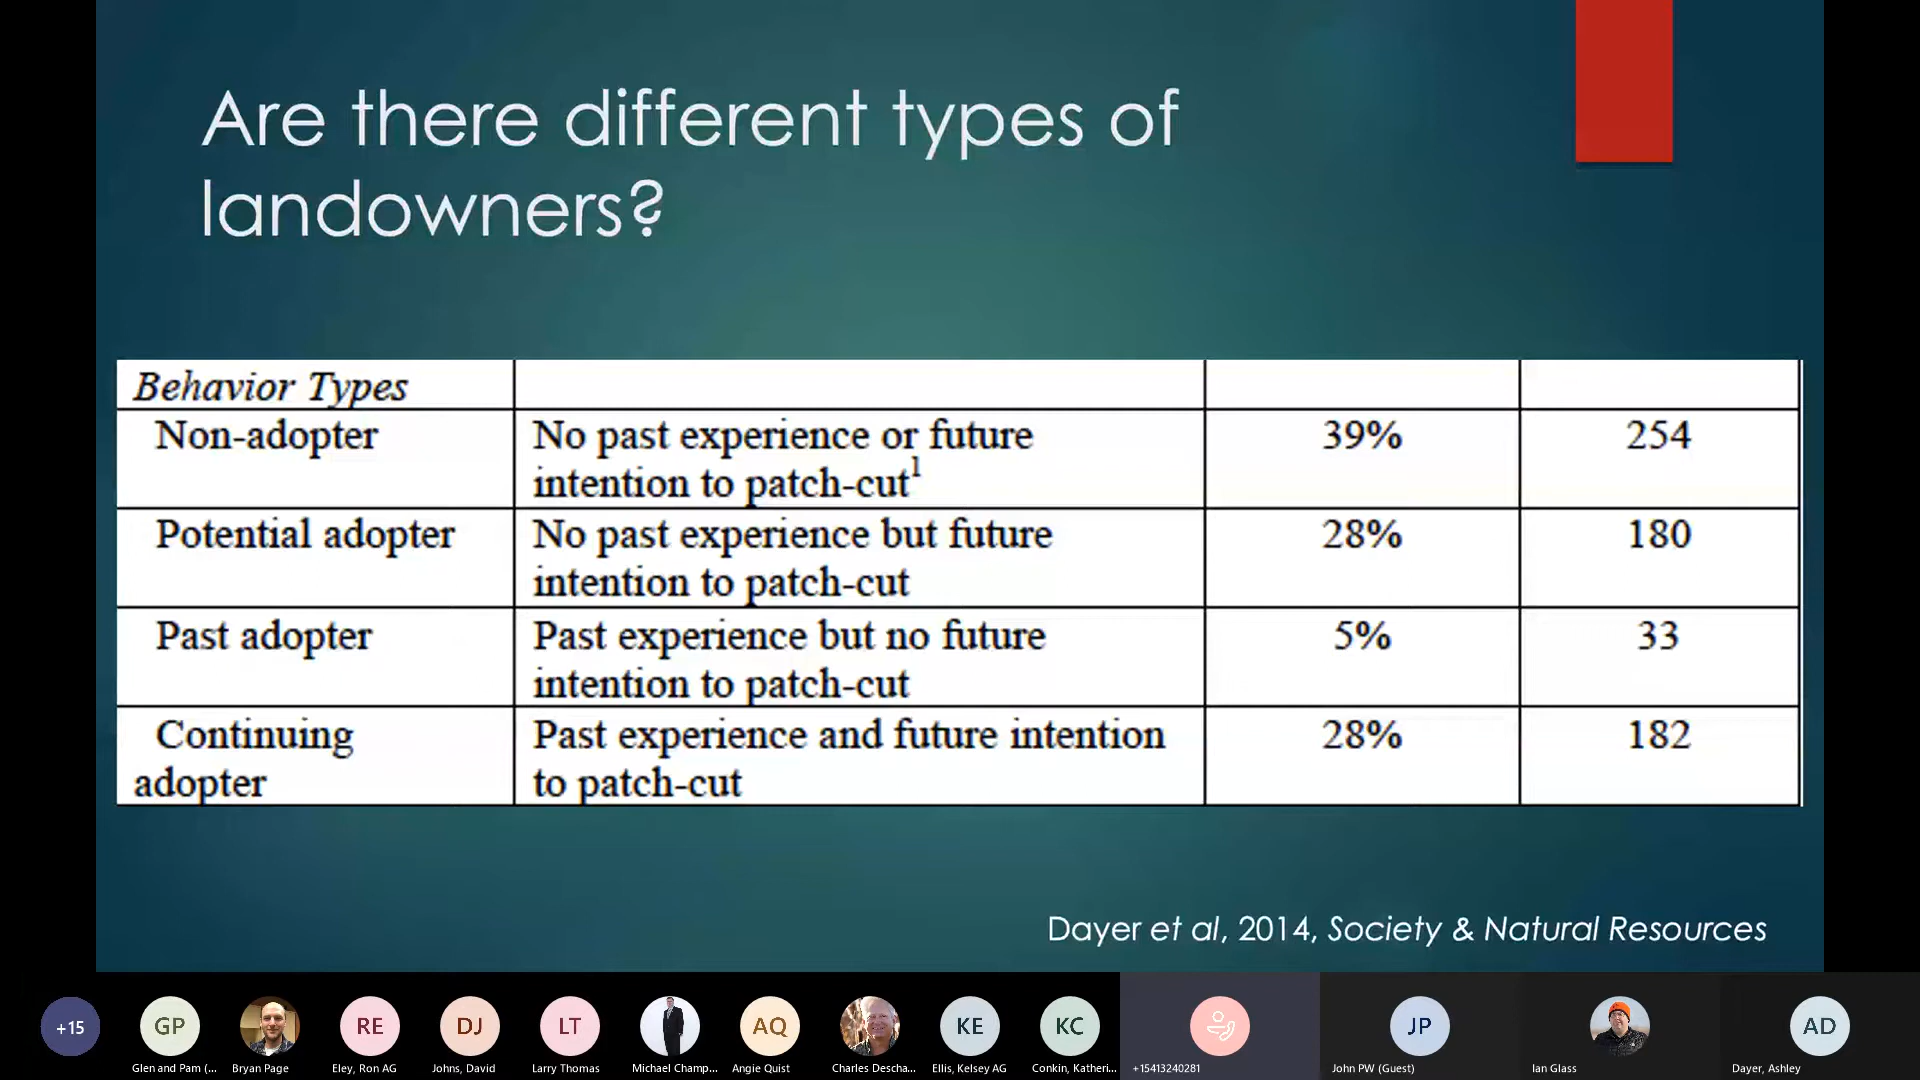 Are there different types of
landowners?
Behavior Types
Non-adopter
No past experience or future
intention to patch-cut¹
39%
254
Potential adopter
No past experience but future
intention to patch-cut
28%
180
Past adopter
Past experience but no future
intention to patch-cut
5%
33
Continuing
adopter
Past experience and future intention
to patch-cut
28%
182
Dayer et al, 2014, Society & Natural Resources
+15
GP
RE
DJ
LT
AQ
KE
KC
JP
AD
Glen and Pam (...
Bryan Page
Eley, Ron AG
Johns, David
Larry Thomas
Michael Champ...
Angie Quist
Charles Descha...
Ellis, Kelsey AG
Conkin, Katheri...
+15413240281
John PW (Guest)
Ian Glass
Dayer, Ashley